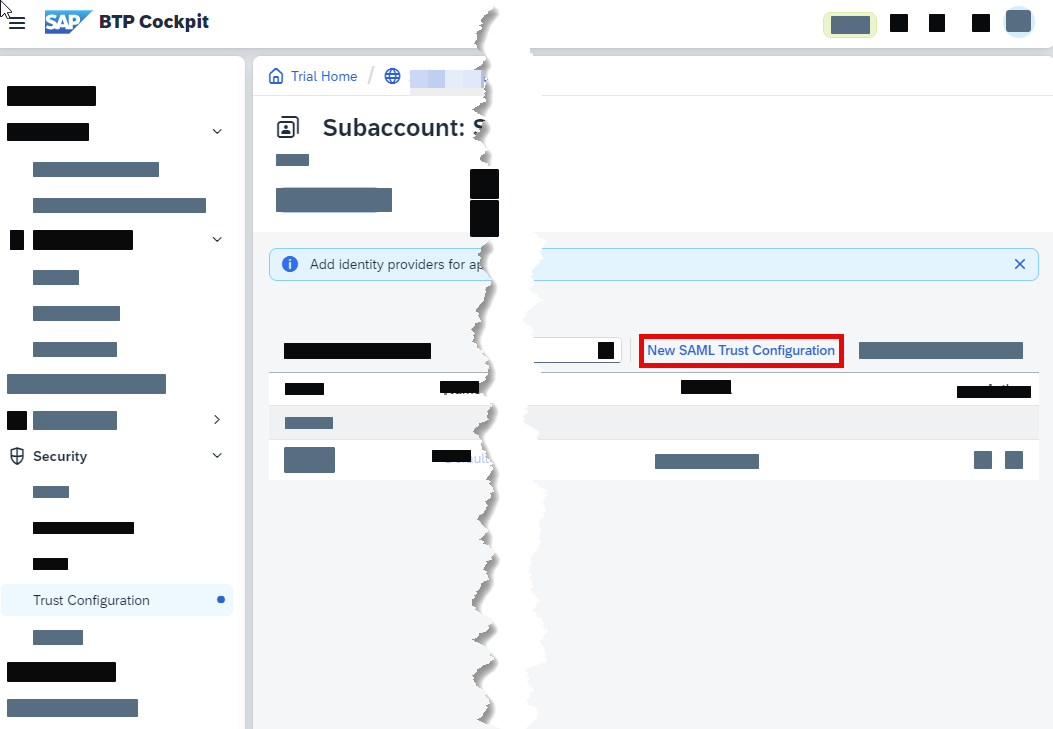 SAP BTP Cockpit
Trial Home /
Subaccount: S
Add identity providers for ap
New SAML Trust Configuration
Security
Trust Configuration